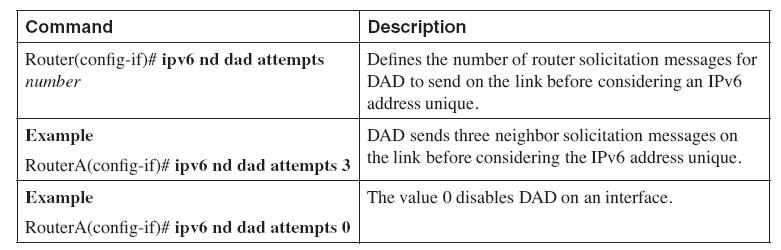 Command
Description
Router(config-if)# ipv6 nd dad attempts
number
Defines the number of router solicitation messages for
DAD to send on the link before considering an IPv6
address unique.
Example
RouterA(config-if)# ipv6 nd dad attempts 3
DAD sends three neighbor solicitation messages on
the link before considering the IPv6 address unique.
Example
RouterA(config-if)# ipv6 nd dad attempts 0
The value 0 disables DAD on an interface.